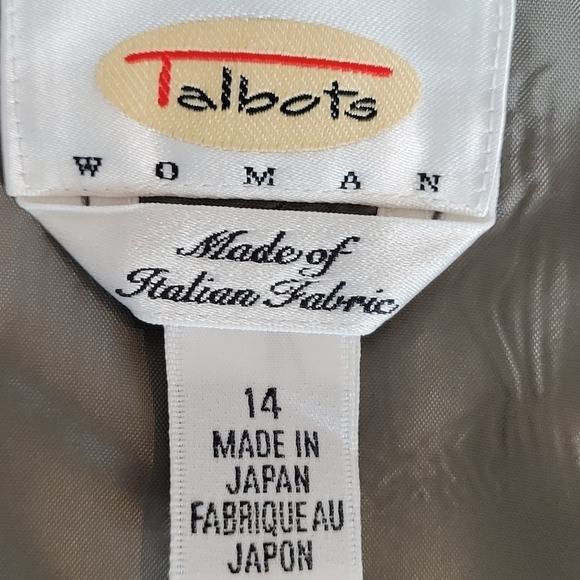 Talbots
WOMAN
Made of
Italian Fabric
14
MADE IN
JAPAN
FABRIQUE AU
JAPON